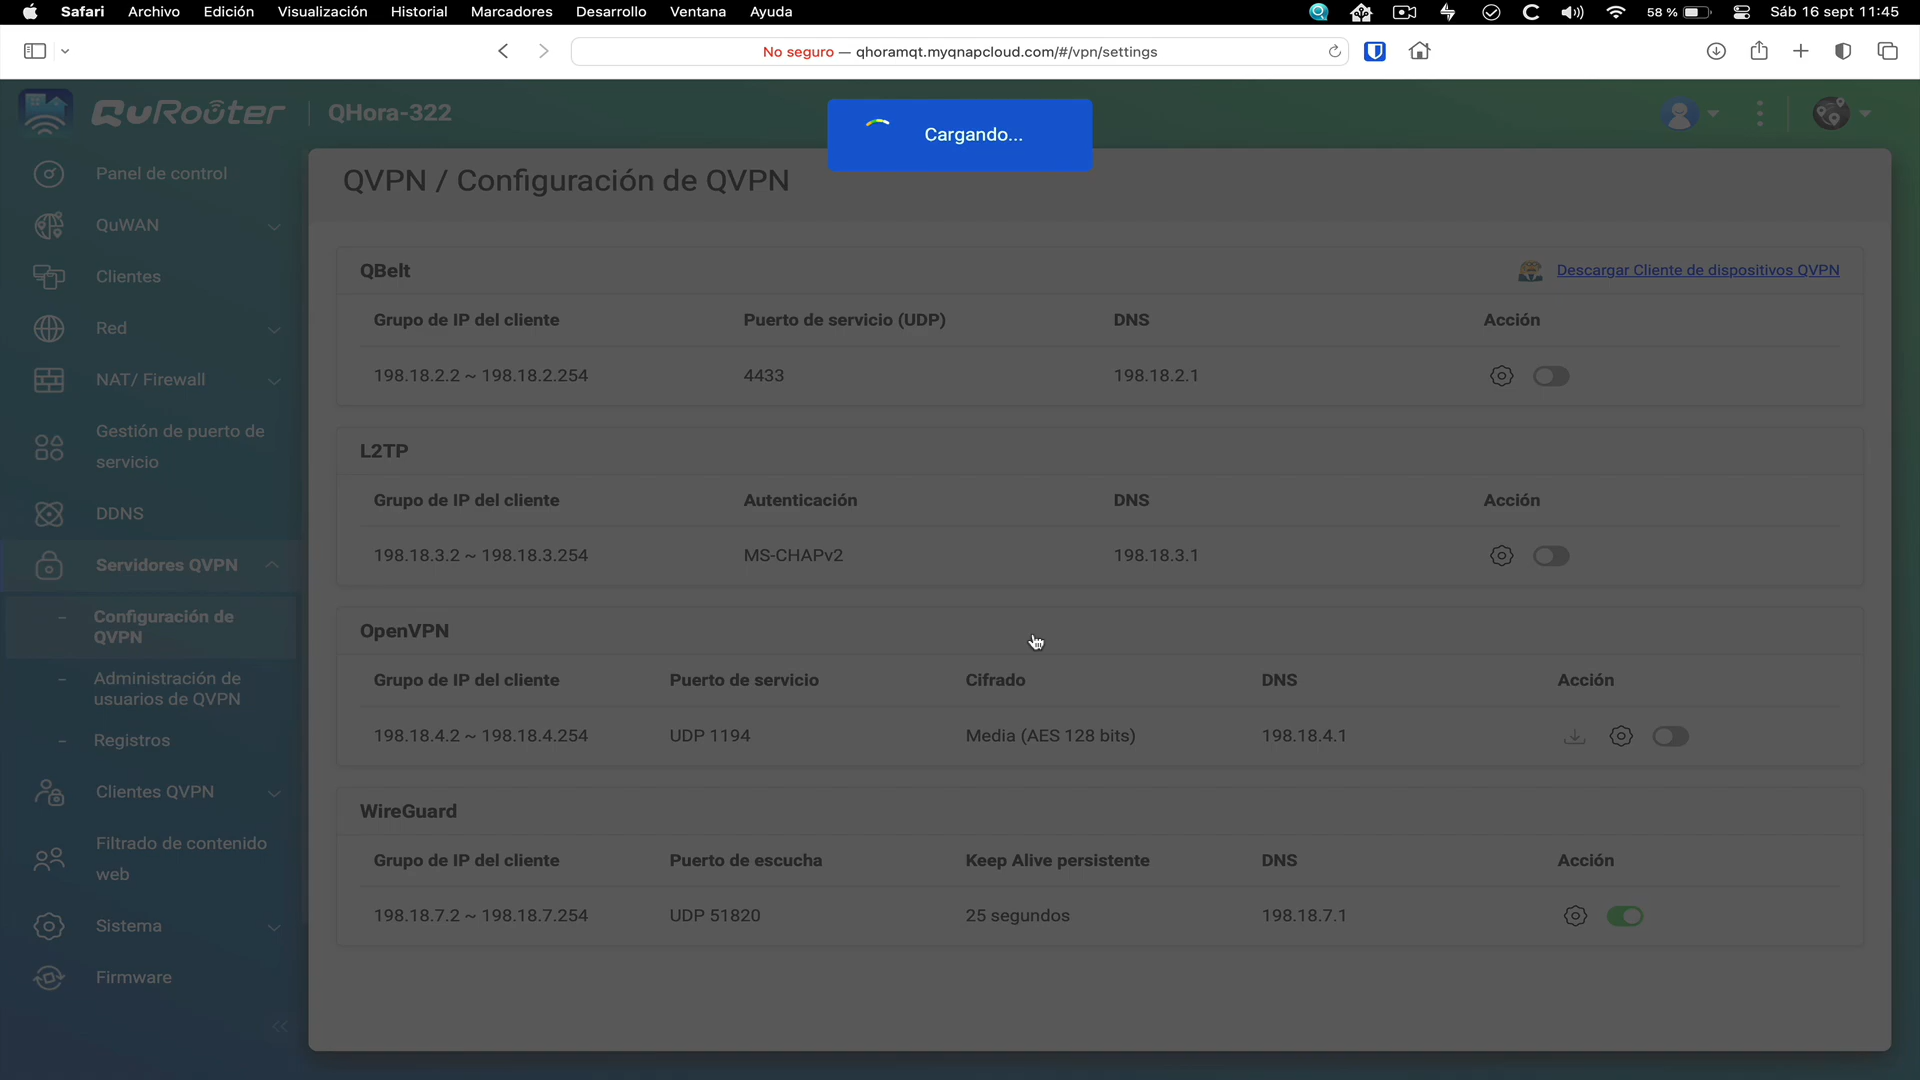 Safari Archivo Edición Visualización Historial Marcadores Desarrollo Ventana Ayuda 58 % Sáb 16 sept 11:45
No seguro — qhoramqt.myqnapcloud.com/#/vpn/settings
QuRouter QHora-322
Cargando...
Panel de control
QuWAN
Clientes
Red
NAT/ Firewall
Gestión de puerto de
servicio
DDNS
Servidores QVPN
– Configuración de
QVPN
– Administración de
usuarios de QVPN
– Registros
Clientes QVPN
Filtrado de contenido
web
Sistema
Firmware
QVPN / Configuración de QVPN
QBelt Descargar Cliente de dispositivos QVPN
Grupo de IP del cliente Puerto de servicio (UDP) DNS Acción
198.18.2.2 ~ 198.18.2.254 4433 198.18.2.1
L2TP
Grupo de IP del cliente Autenticación DNS Acción
198.18.3.2 ~ 198.18.3.254 MS-CHAPv2 198.18.3.1
OpenVPN
Grupo de IP del cliente Puerto de servicio Cifrado DNS Acción
198.18.4.2 ~ 198.18.4.254 UDP 1194 Media (AES 128 bits) 198.18.4.1
WireGuard
Grupo de IP del cliente Puerto de escucha Keep Alive persistente DNS Acción
198.18.7.2 ~ 198.18.7.254 UDP 51820 25 segundos 198.18.7.1